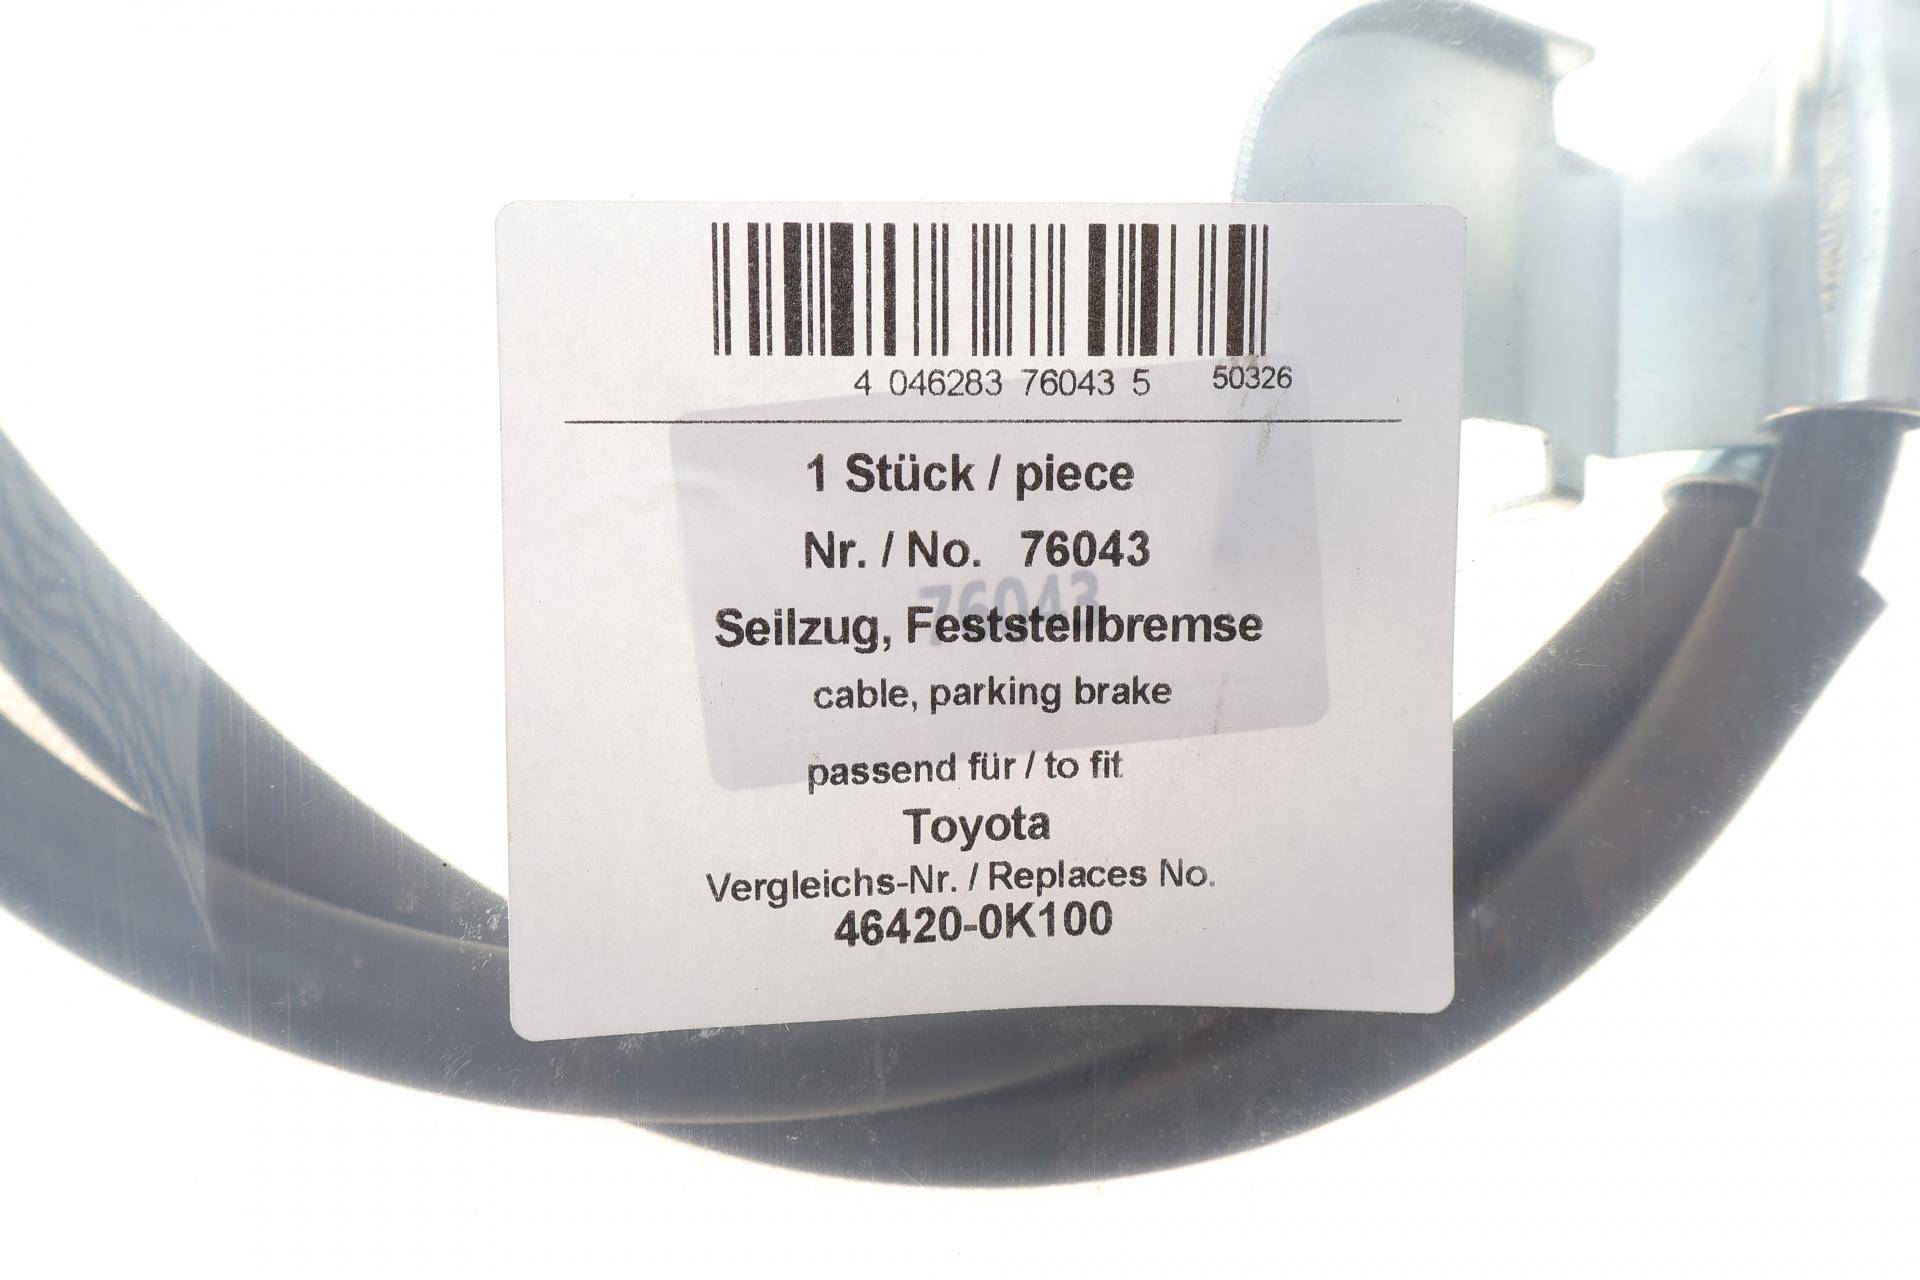 4 046283 76043 5 50326
1 Stück / piece
Nr. / No. 76043
76043
Seilzug, Feststellbremse
cable, parking brake
passend für / to fit
Toyota
Vergleichs-Nr. / Replaces No.
46420-0K100